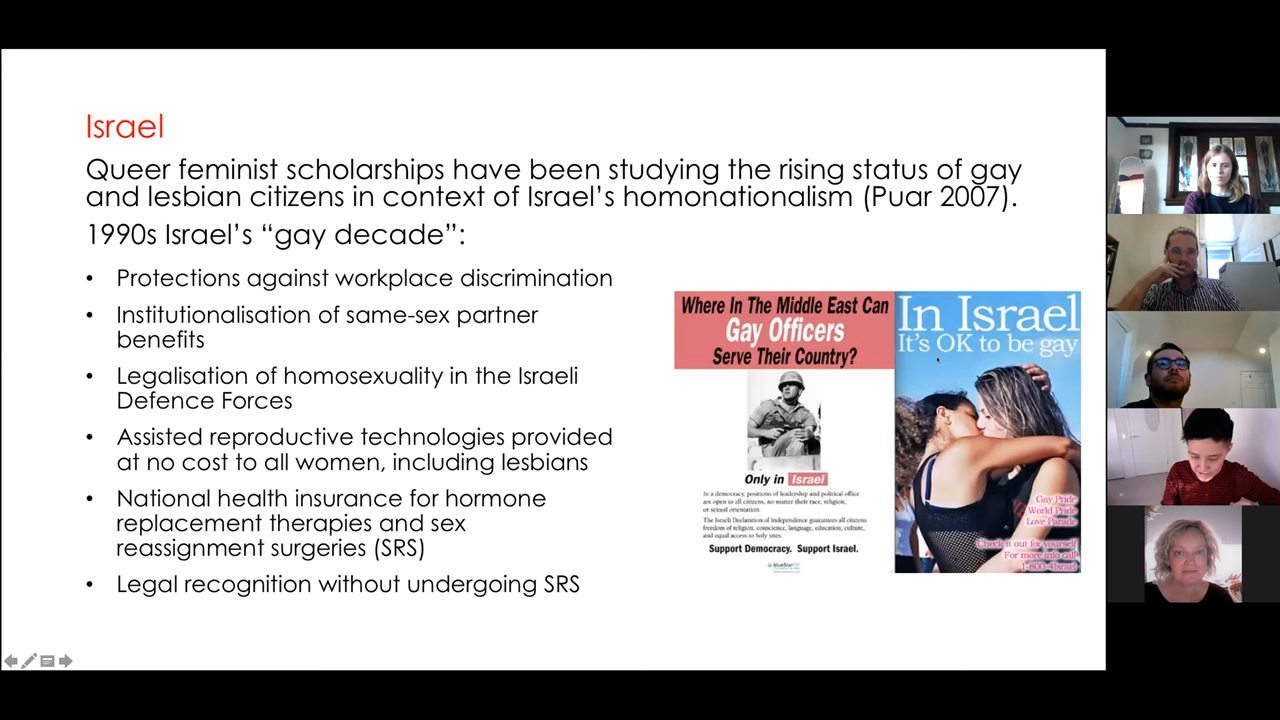 Israel
Queer feminist scholarships have been studying the rising status of gay
and lesbian citizens in context of Israel's homonationalism (Puar 2007).
1990s Israel's “gay decade”:
• Protections against workplace discrimination
• Institutionalisation of same-sex partner
benefits
• Legalisation of homosexuality in the Israeli
Defence Forces
• Assisted reproductive technologies provided
at no cost to all women, including lesbians
• National health insurance for hormone
replacement therapies and sex
reassignment surgeries (SRS)
• Legal recognition without undergoing SRS
Where In The Middle East Can
Gay Officers
Serve Their Country?
Only in Israel
In a democracy, positions of leadership and political office
are open to all citizens, no matter their race, religion,
or sexual orientation.
The Israeli Declaration of Independence guarantees all citizens
freedom of religion, conscience, language, education, culture,
and equal access to holy sites.
Support Democracy. Support Israel.
In Israel
It's OK to be gay
Gay Pride
World Pride
Love Parade
Check it out for yourself
For more info call
1-800-4Israel